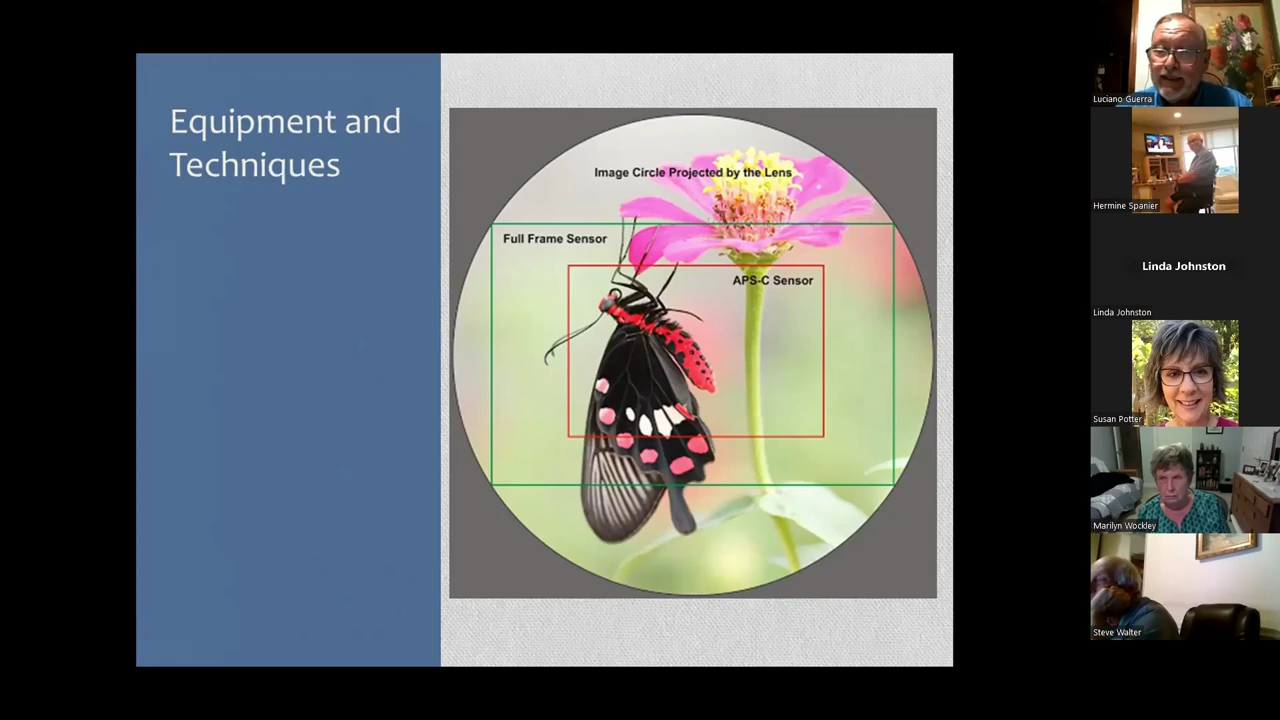 Equipment and
Techniques
Image Circle Projected by the Lens
Full Frame Sensor
APS-C Sensor
Luciano Guerra
Hermine Spanier
Linda Johnston
Linda Johnston
Susan Potter
Marilyn Wockley
Steve Walter